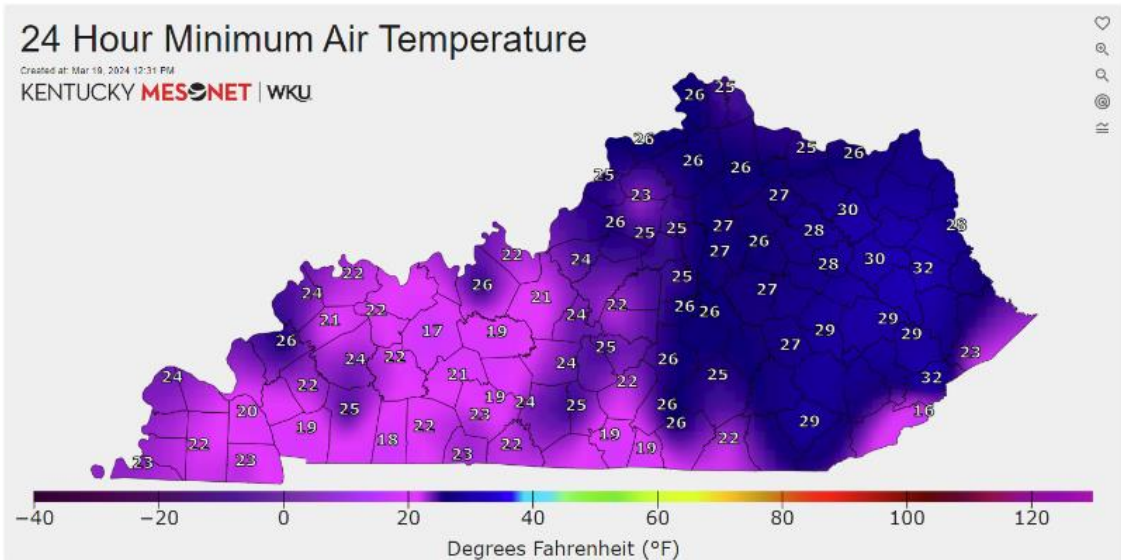 24 Hour Minimum Air Temperature
Created at: Mar 19, 2024 12:31 PM
KENTUCKY MESONET | WKU
26 25
26
26 25 26
25 26
23 27
30
26 25 25 27 28 28
26
22 24 27 28 30 32
22 25
24 26 21 27
22 22
21 24 26 26
17 19 29 29 29
26 25 27
24 22 24 26 23
24 21 22 25 32
22
20 25 19 24 25 26 16
19 23 26 29
22 18 22 22 19 19 22
23 23 23
−40 −20 0 20 40 60 80 100 120
Degrees Fahrenheit (°F)